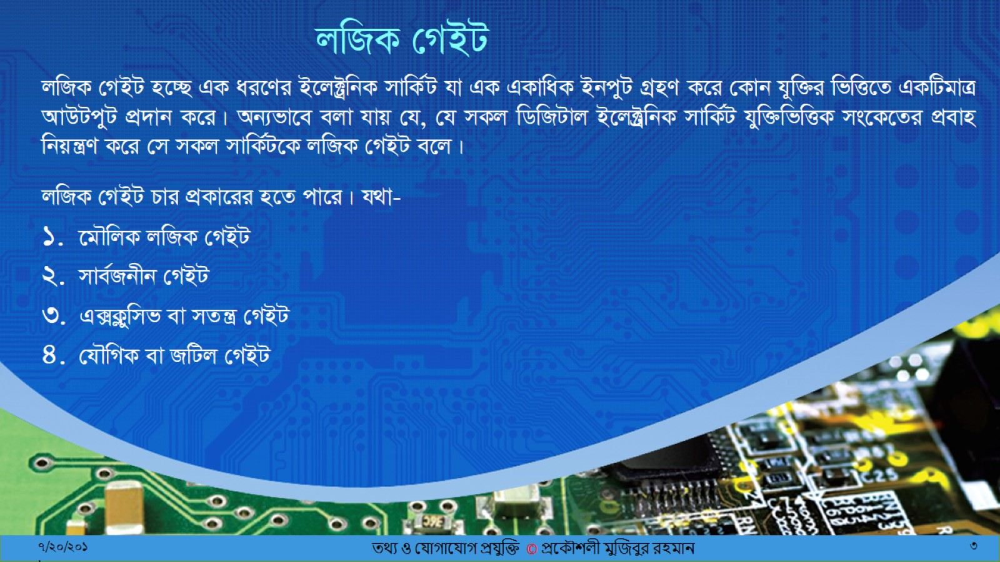 লজিক গেইট
লজিক গেইট হচ্ছে এক ধরণের ইলেক্ট্রনিক সার্কিট যা এক একাধিক ইনপুট গ্রহণ করে কোন যুক্তির ভিত্তিতে একটিমাত্র
আউটপুট প্রদান করে। অন্যভাবে বলা যায় যে, যে সকল ডিজিটাল ইলেক্ট্রনিক সার্কিট যুক্তিভিত্তিক সংকেতের প্রবাহ
নিয়ন্ত্রণ করে সে সকল সার্কিটকে লজিক গেইট বলে।
লজিক গেইট চার প্রকারের হতে পারে। যথা-
১. মৌলিক লজিক গেইট
২. সার্বজনীন গেইট
৩. এক্সক্লুসিভ বা সতন্ত্র গেইট
৪. যৌগিক বা জটিল গেইট
C25
36C
৭/২০/২০১
তথ্য ও যোগাযোগ প্রযুক্তি © প্রকৌশলী মুজিবুর রহমান
৩